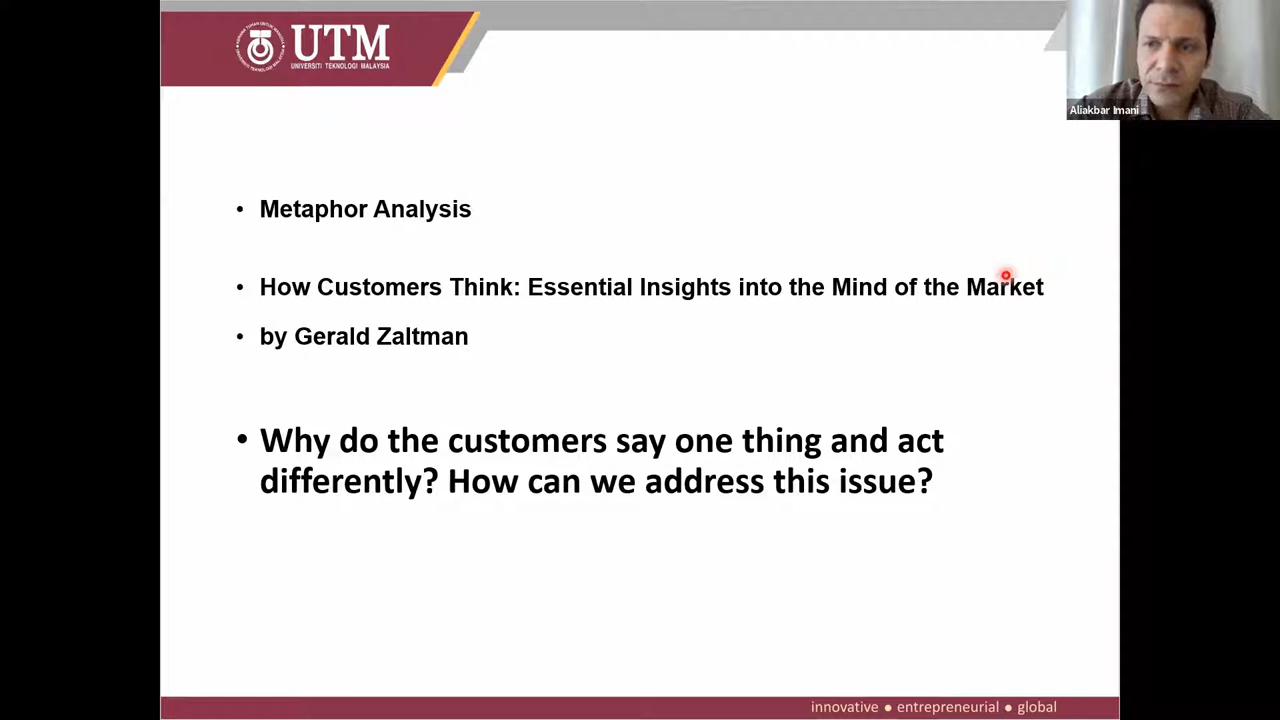 UTM
UNIVERSITI TEKNOLOGI MALAYSIA
Aliakbar Imani
• Metaphor Analysis
• How Customers Think: Essential Insights into the Mind of the Market
• by Gerald Zaltman
• Why do the customers say one thing and act
differently? How can we address this issue?
innovative ● entrepreneurial ● global